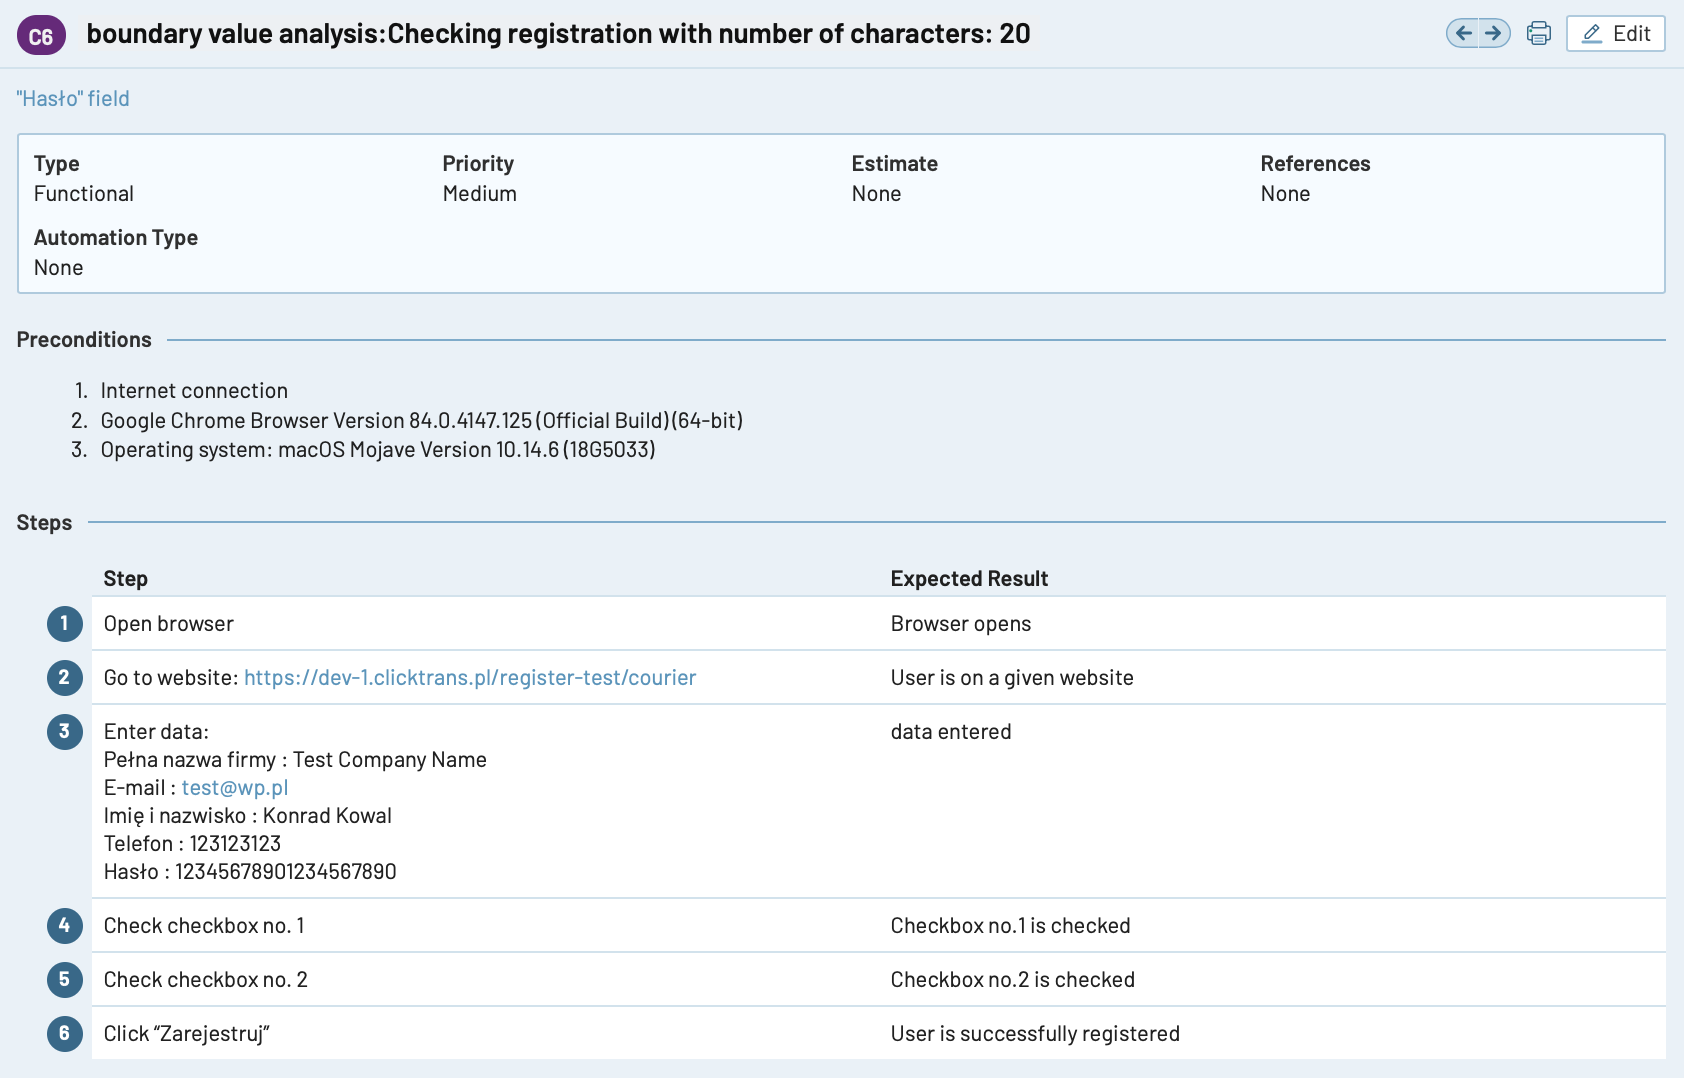 C6 boundary value analysis:Checking registration with number of characters: 20 Edit
"Hasło" field
Type Priority Estimate References
Functional Medium None None
Automation Type
None
Preconditions
1. Internet connection
2. Google Chrome Browser Version 84.0.4147.125 (Official Build) (64-bit)
3. Operating system: macOS Mojave Version 10.14.6 (18G5033)
Steps
Step Expected Result
1 Open browser Browser opens
2 Go to website: https://dev-1.clicktrans.pl/register-test/courier User is on a given website
3 Enter data: data entered
Pełna nazwa firmy : Test Company Name
E-mail : test@wp.pl
Imię i nazwisko : Konrad Kowal
Telefon : 123123123
Hasło : 12345678901234567890
4 Check checkbox no. 1 Checkbox no.1 is checked
5 Check checkbox no. 2 Checkbox no.2 is checked
6 Click “Zarejestruj” User is successfully registered